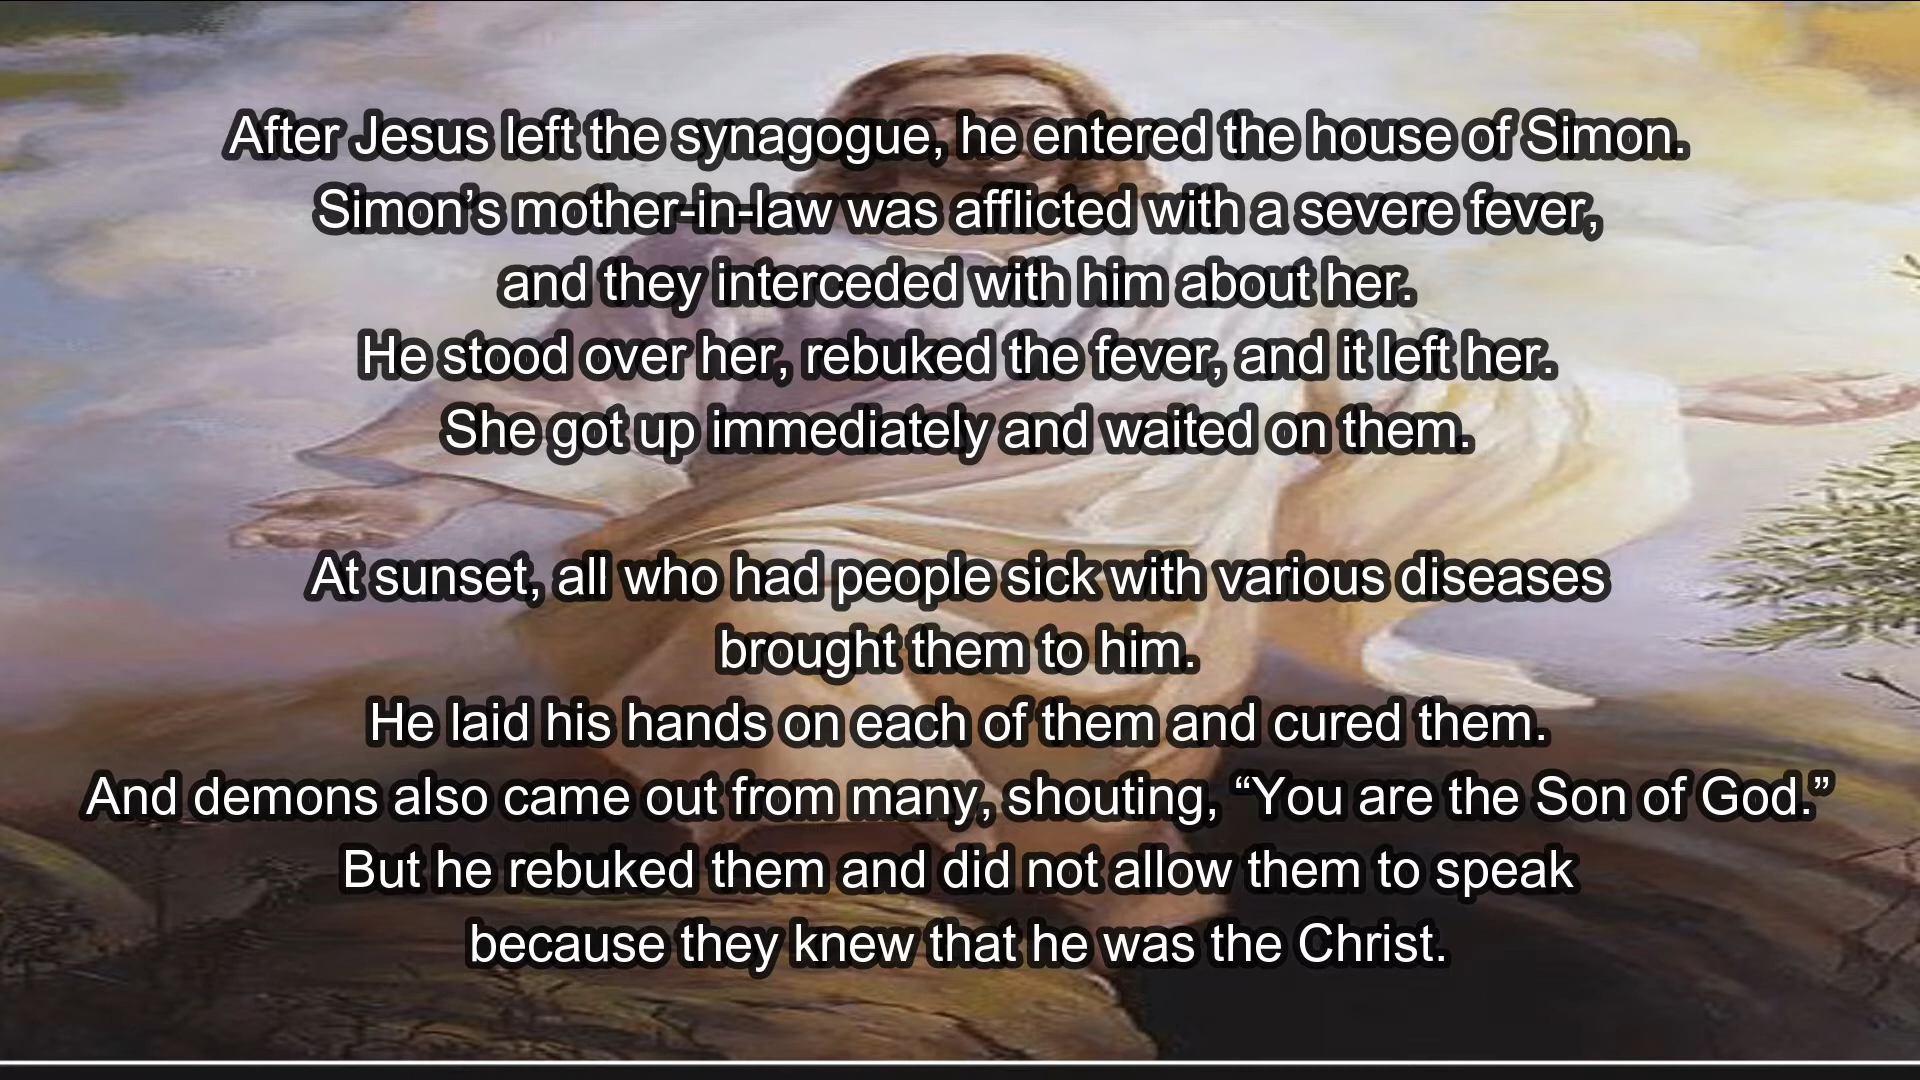 After Jesus left the synagogue, he entered the house of Simon.
Simon’s mother-in-law was afflicted with a severe fever,
and they interceded with him about her.
He stood over her, rebuked the fever, and it left her.
She got up immediately and waited on them.
At sunset, all who had people sick with various diseases
brought them to him.
He laid his hands on each of them and cured them.
And demons also came out from many, shouting, “You are the Son of God.”
But he rebuked them and did not allow them to speak
because they knew that he was the Christ.